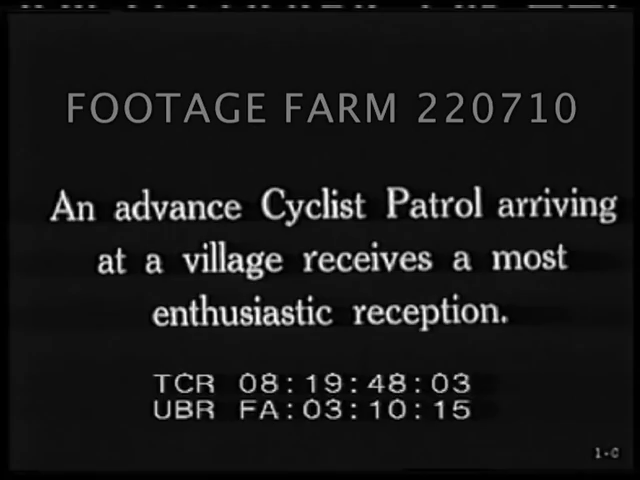 FOOTAGE FARM 220710
An advance Cyclist Patrol arriving
at a village receives a most
enthusiastic reception.
TCR 08:19:48:03
UBR FA:03:10:15
1-C